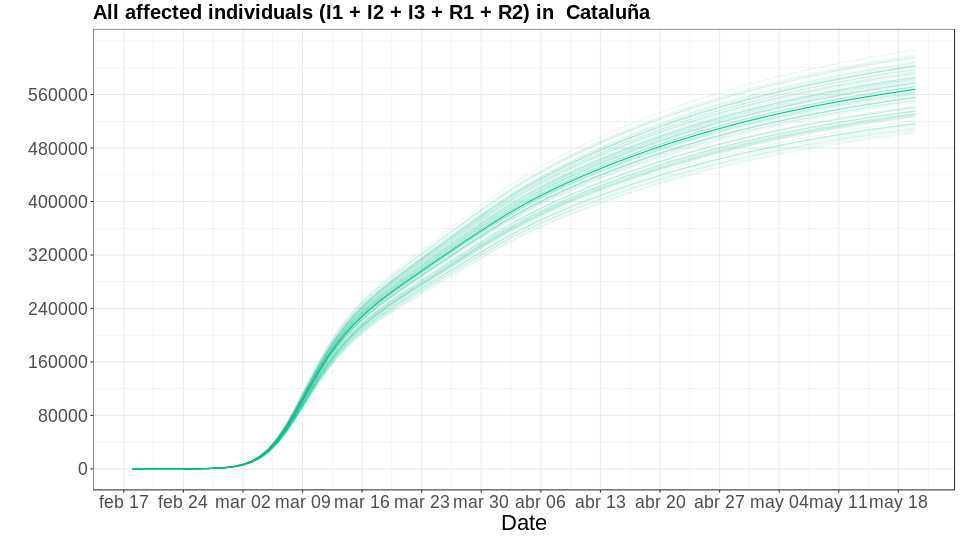 All affected individuals (I1 + I2 + I3 + R1 + R2) in  Cataluña
560000
480000
400000
320000
240000
160000
80000
0
feb 17 feb 24 mar 02 mar 09 mar 16 mar 23 mar 30 abr 06 abr 13 abr 20 abr 27 may 04 may 11 may 18
Date